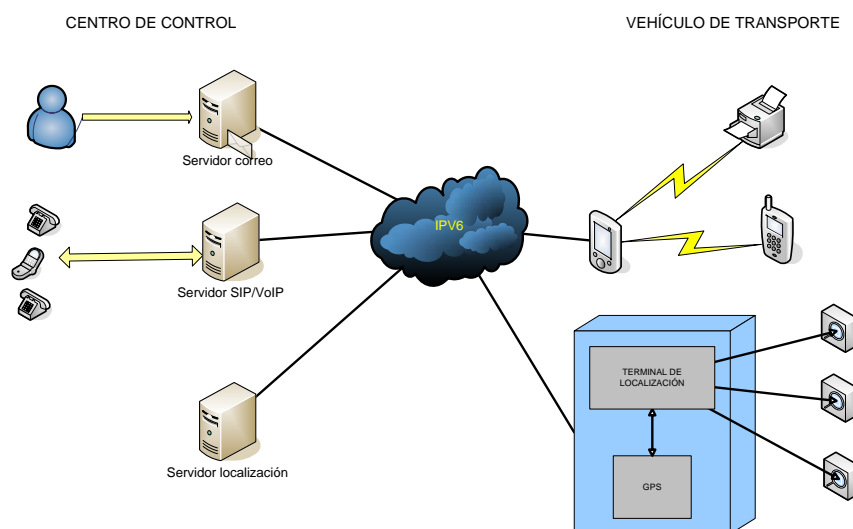 CENTRO DE CONTROL
VEHÍCULO DE TRANSPORTE
Servidor correo
IPV6
Servidor SIP/VoIP
TERMINAL DE
LOCALIZACIÓN
Servidor localización
GPS